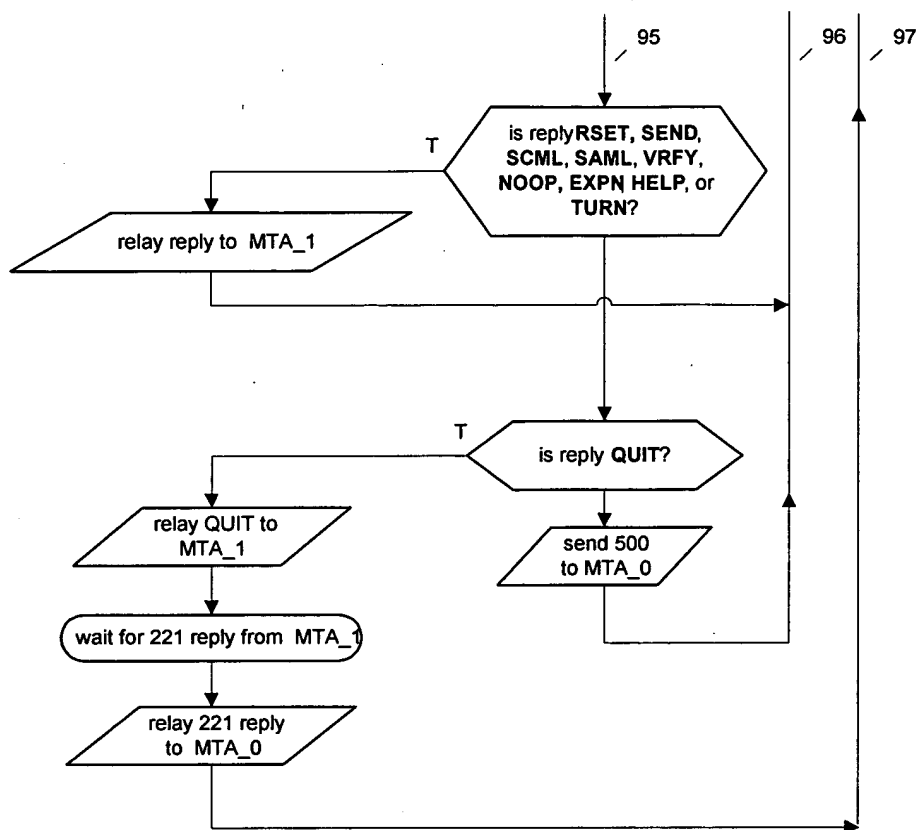 95
96
97
T
is reply RSET, SEND,
SCML, SAML, VRFY,
NOOP, EXPN HELP, or
TURN?
relay reply to MTA_1
T
is reply QUIT?
relay QUIT to
MTA_1
send 500
to MTA_0
wait for 221 reply from MTA_1
relay 221 reply
to MTA_0